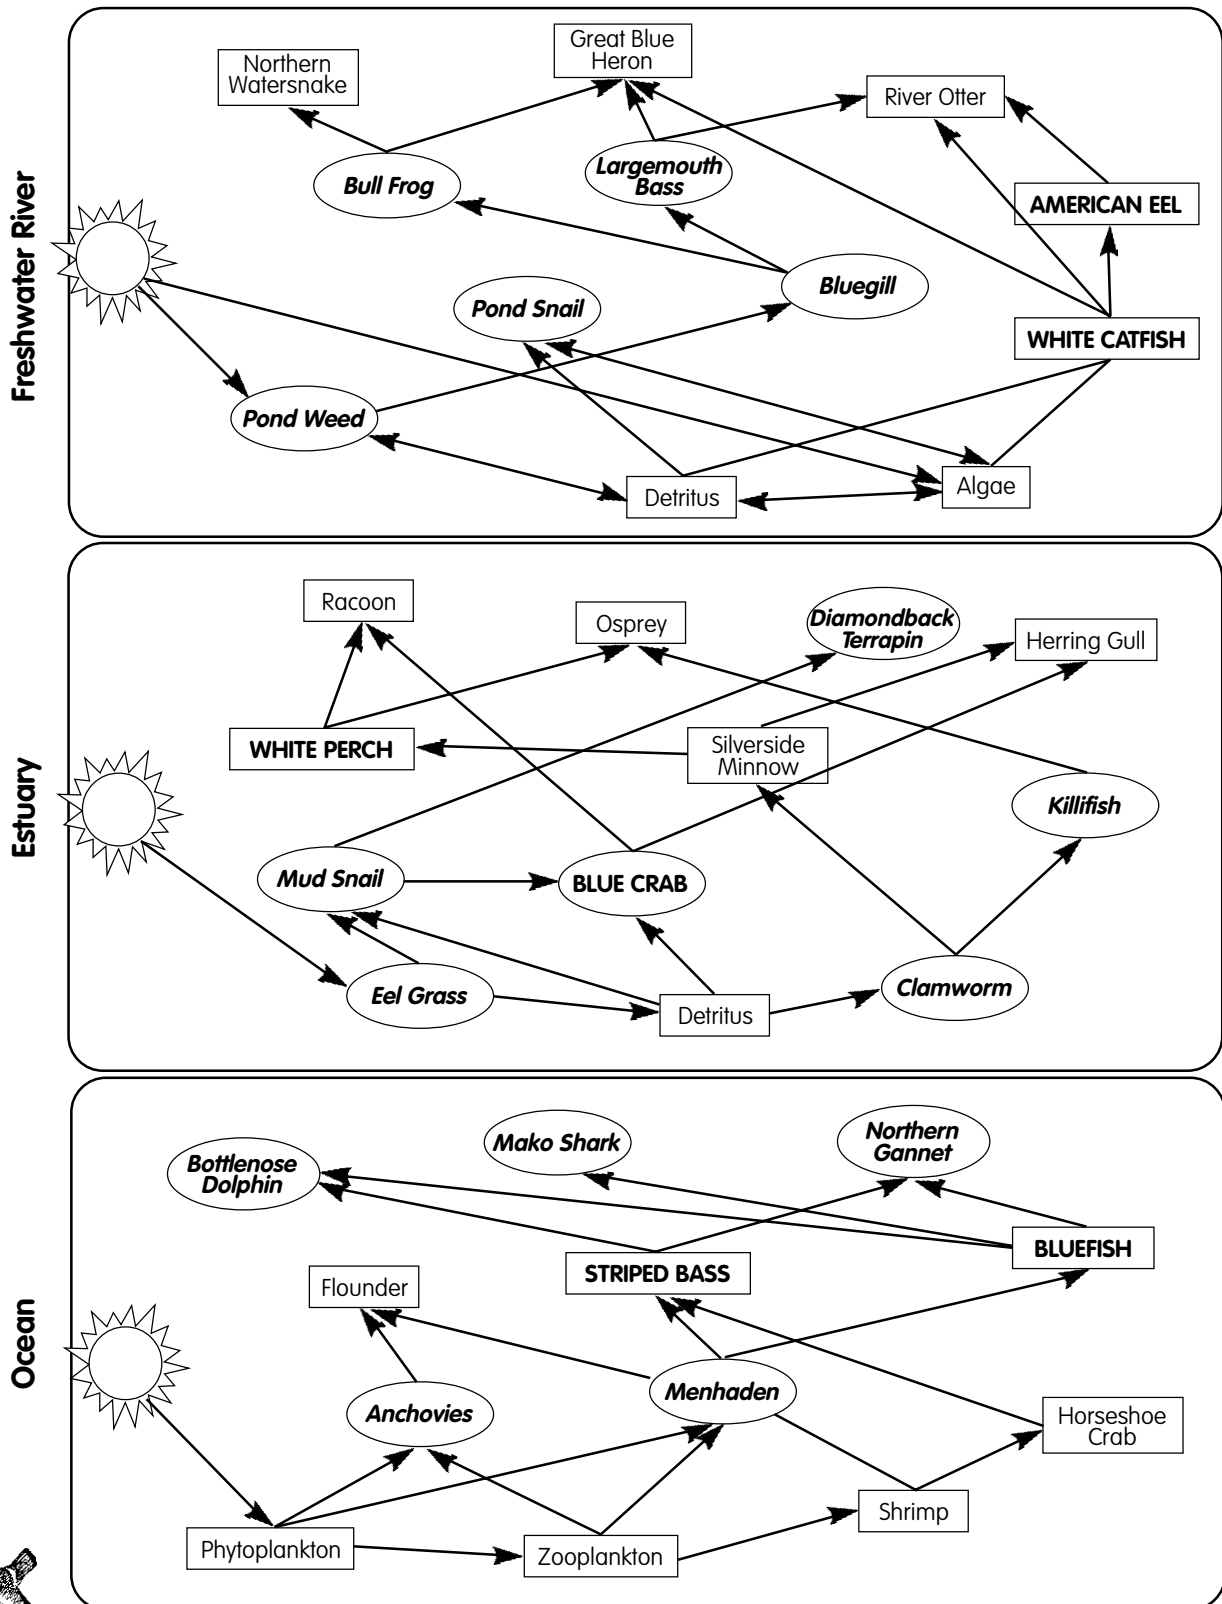 Freshwater River
Northern
Watersnake
Great Blue
Heron
River Otter
Bull Frog
Largemouth
Bass
AMERICAN EEL
Pond Snail
Bluegill
WHITE CATFISH
Pond Weed
Detritus
Algae
Estuary
Racoon
Osprey
Diamondback
Terrapin
Herring Gull
WHITE PERCH
Silverside
Minnow
Killifish
Mud Snail
BLUE CRAB
Eel Grass
Detritus
Clamworm
Ocean
Bottlenose
Dolphin
Mako Shark
Northern
Gannet
BLUEFISH
STRIPED BASS
Flounder
Anchovies
Menhaden
Horseshoe
Crab
Shrimp
Phytoplankton
Zooplankton